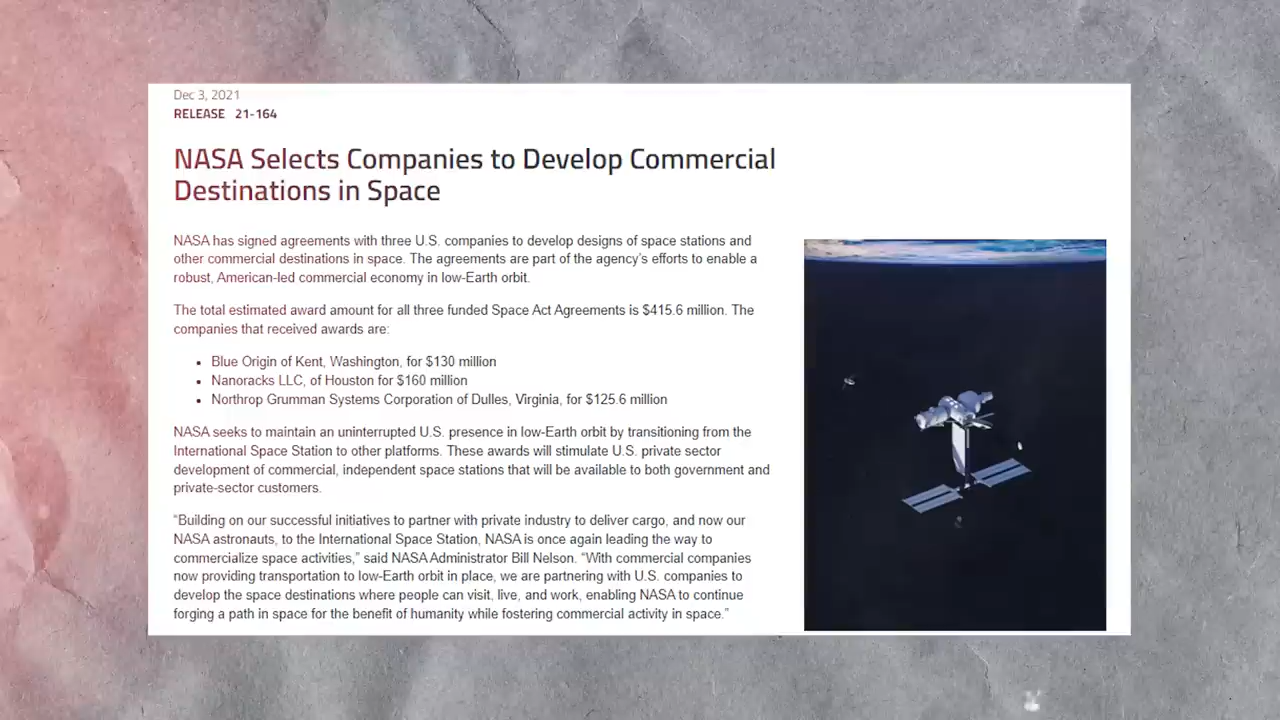 Dec 3, 2021
RELEASE 21-164
NASA Selects Companies to Develop Commercial
Destinations in Space
NASA has signed agreements with three U.S. companies to develop designs of space stations and
other commercial destinations in space. The agreements are part of the agency's efforts to enable a
robust, American-led commercial economy in low-Earth orbit.
The total estimated award amount for all three funded Space Act Agreements is $415.6 million. The
companies that received awards are:
• Blue Origin of Kent, Washington, for $130 million
• Nanoracks LLC, of Houston for $160 million
• Northrop Grumman Systems Corporation of Dulles, Virginia, for $125.6 million
NASA seeks to maintain an uninterrupted U.S. presence in low-Earth orbit by transitioning from the
International Space Station to other platforms. These awards will stimulate U.S. private sector
development of commercial, independent space stations that will be available to both government and
private-sector customers.
“Building on our successful initiatives to partner with private industry to deliver cargo, and now our
NASA astronauts, to the International Space Station, NASA is once again leading the way to
commercialize space activities,” said NASA Administrator Bill Nelson. “With commercial companies
now providing transportation to low-Earth orbit in place, we are partnering with U.S. companies to
develop the space destinations where people can visit, live, and work, enabling NASA to continue
forging a path in space for the benefit of humanity while fostering commercial activity in space.”